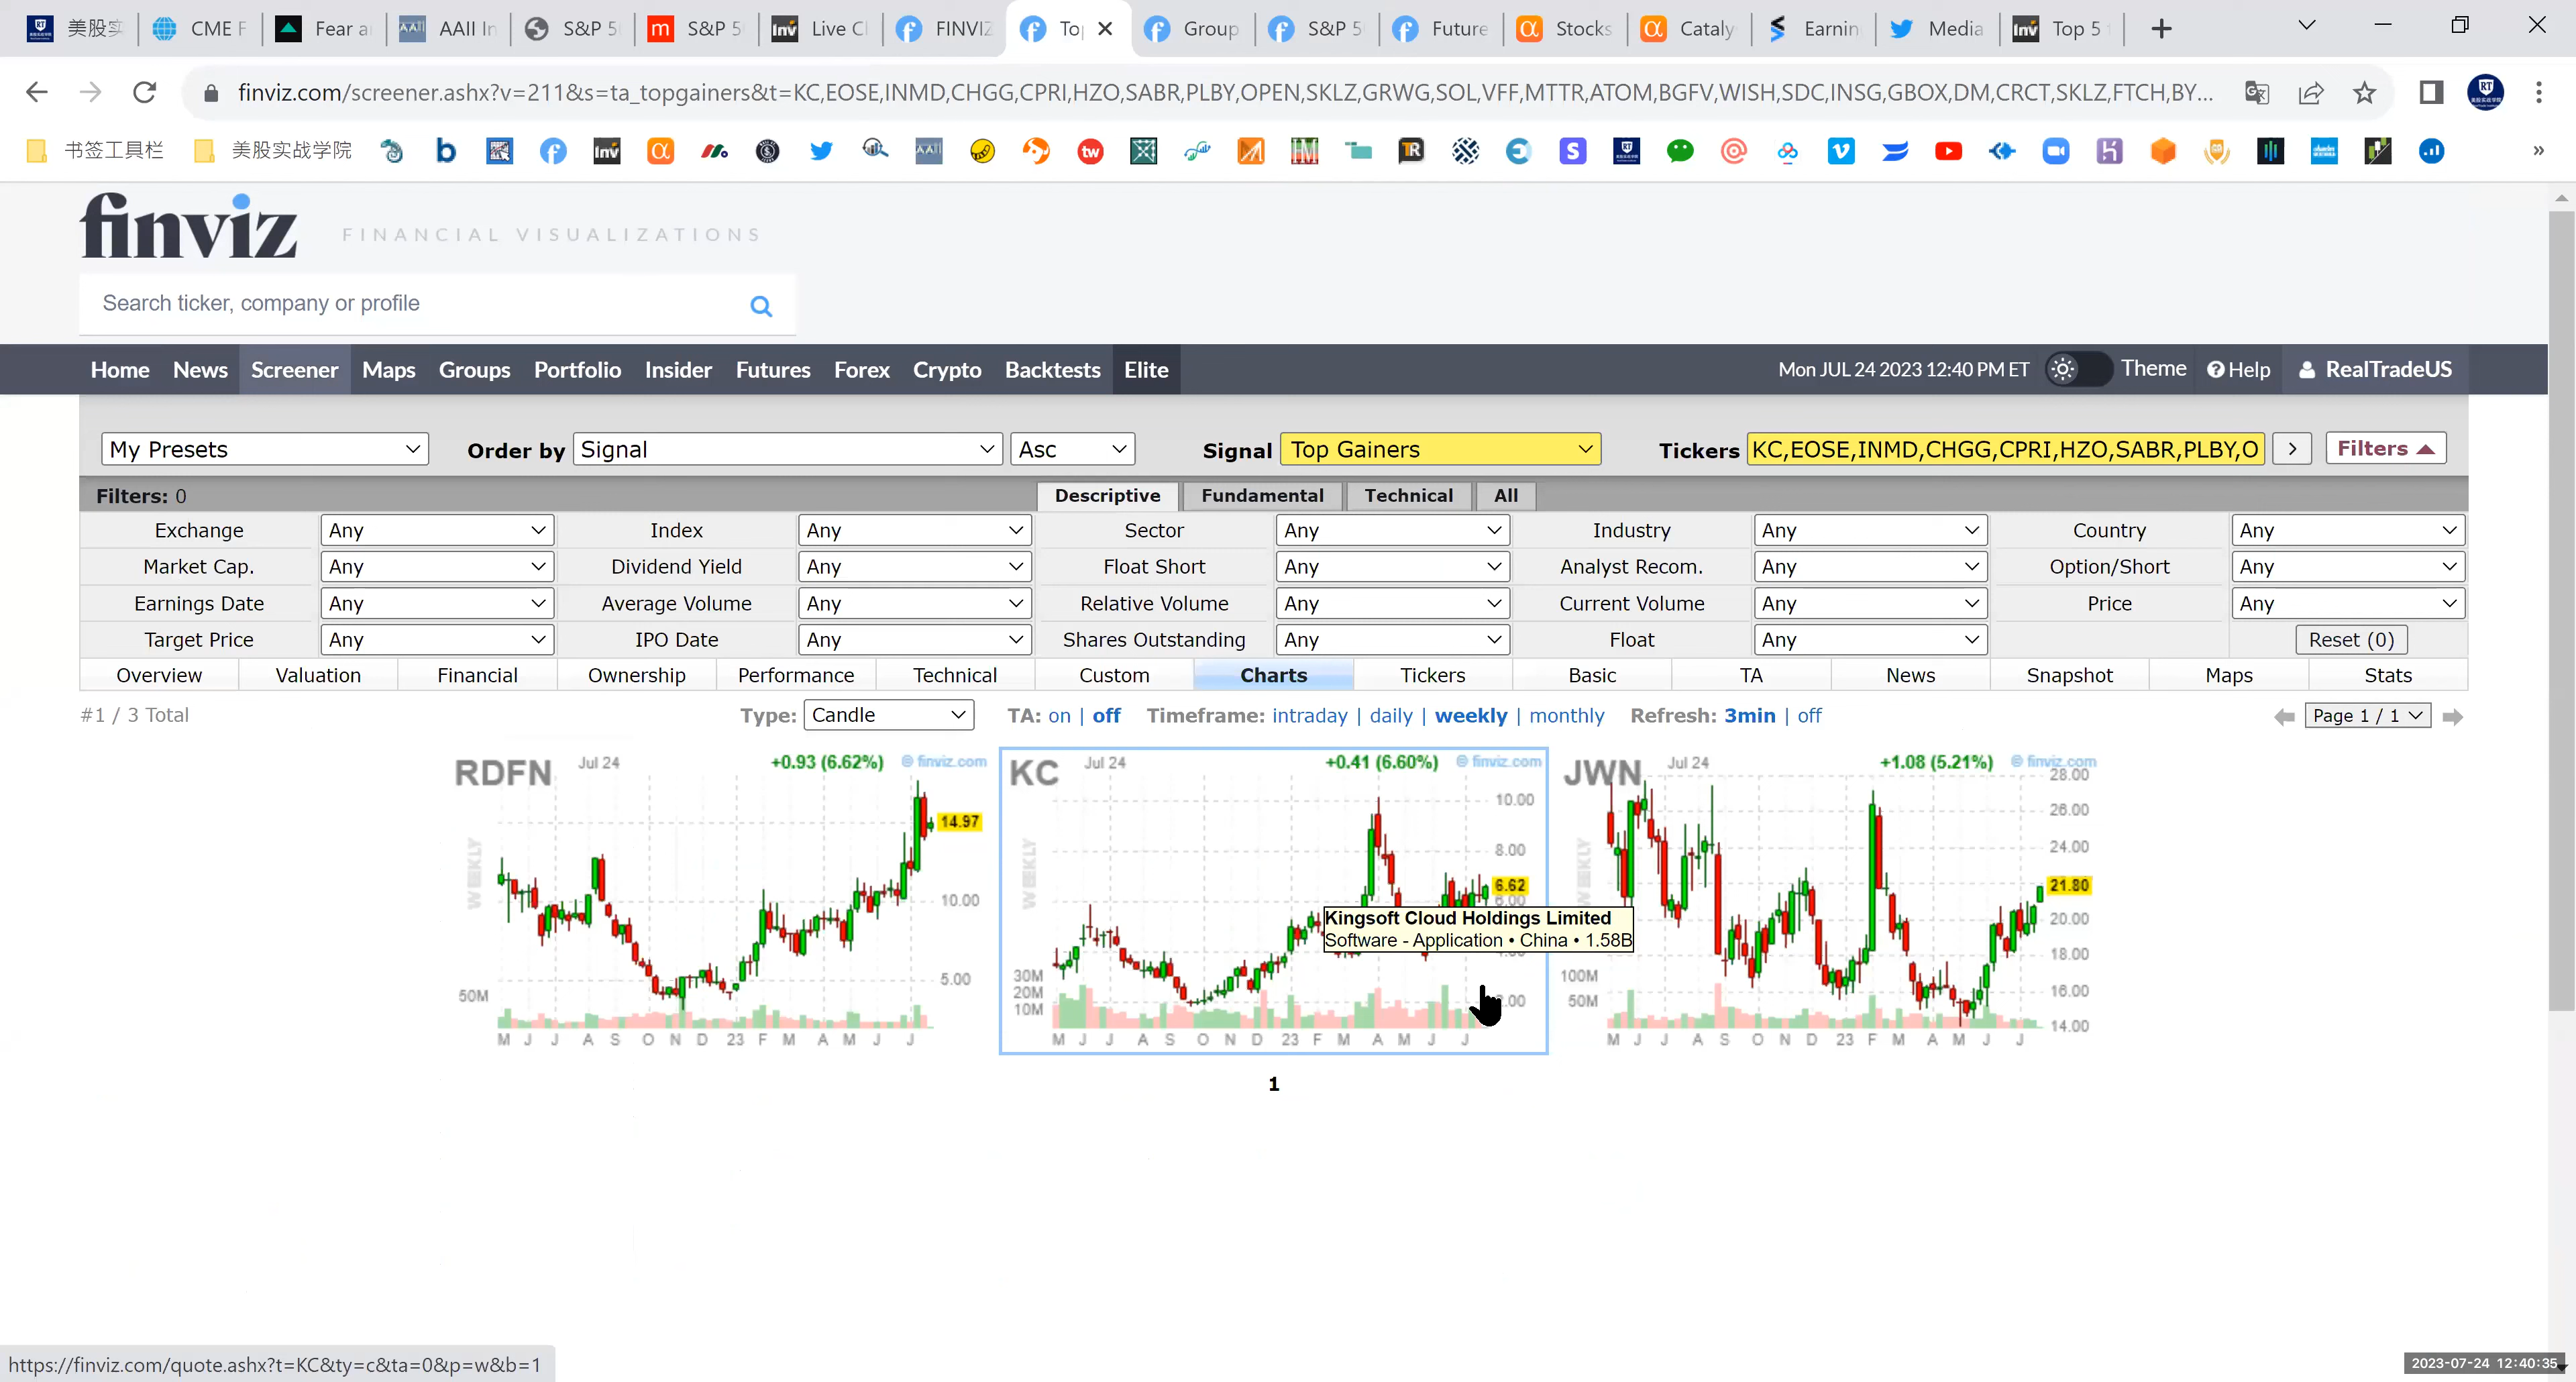 美股实 CME F Fear a AAII In S&P 5 S&P 5 Live C FINVIZ To Group S&P 5 Future Stocks Cataly Earnin Media Top 5
finviz.com/screener.ashx?v=211&s=ta_topgainers&t=KC,EOSE,INMD,CHGG,CPRI,HZO,SABR,PLBY,OPEN,SKLZ,GRWG,SOL,VFF,MTTR,ATOM,BGFV,WISH,SDC,INSG,GBOX,DM,CRCT,SKLZ,FTCH,BY...
书签工具栏 美股实战学院
finviz FINANCIAL VISUALIZATIONS
Search ticker, company or profile
Home News Screener Maps Groups Portfolio Insider Futures Forex Crypto Backtests Elite Mon JUL 24 2023 12:40 PM ET Theme Help RealTradeUS
My Presets Order by Signal Asc Signal Top Gainers Tickers KC,EOSE,INMD,CHGG,CPRI,HZO,SABR,PLBY,O > Filters
Filters: 0 Descriptive Fundamental Technical All
Exchange Any Index Any Sector Any Industry Any Country Any
Market Cap. Any Dividend Yield Any Float Short Any Analyst Recom. Any Option/Short Any
Earnings Date Any Average Volume Any Relative Volume Any Current Volume Any Price Any
Target Price Any IPO Date Any Shares Outstanding Any Float Any Reset (0)
Overview Valuation Financial Ownership Performance Technical Custom Charts Tickers Basic TA News Snapshot Maps Stats
#1 / 3 Total Type: Candle TA: on | off Timeframe: intraday | daily | weekly | monthly Refresh: 3min | off Page 1 / 1
RDFN Jul 24 +0.93 (6.62%) © finviz.com
14.97
10.00
5.00
50M
WEEKLY
M J J A S O N D 23 F M A M J J
KC Jul 24 +0.41 (6.60%) © finviz.com
10.00
8.00
6.62
6.00
Kingsoft Cloud Holdings Limited
Software - Application • China • 1.58B
30M
20M
10M
WEEKLY
M J J A S O N D 23 F M A M J J
JWN Jul 24 +1.08 (5.21%) © finviz.com
28.00
26.00
24.00
21.80
20.00
18.00
16.00
14.00
100M
50M
WEEKLY
M J J A S O N D 23 F M A M J J
1
https://finviz.com/quote.ashx?t=KC&ty=c&ta=0&p=w&b=1
2023-07-24 12:40:35